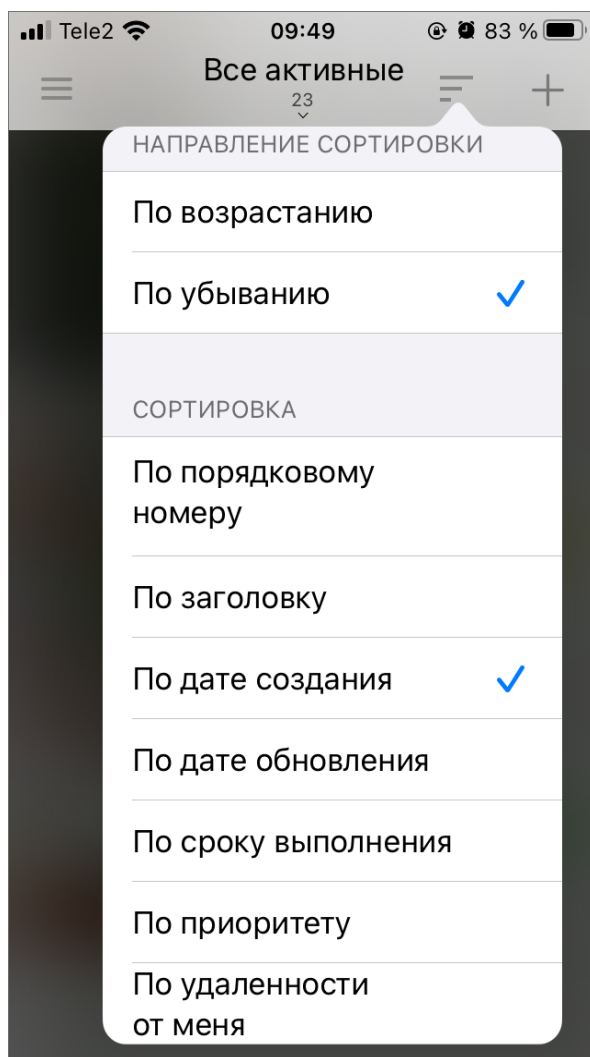 Tele2 09:49 83 %
Все активные
23
НАПРАВЛЕНИЕ СОРТИРОВКИ
По возрастанию
По убыванию
СОРТИРОВКА
По порядковому
номеру
По заголовку
По дате создания
По дате обновления
По сроку выполнения
По приоритету
По удаленности
от меня